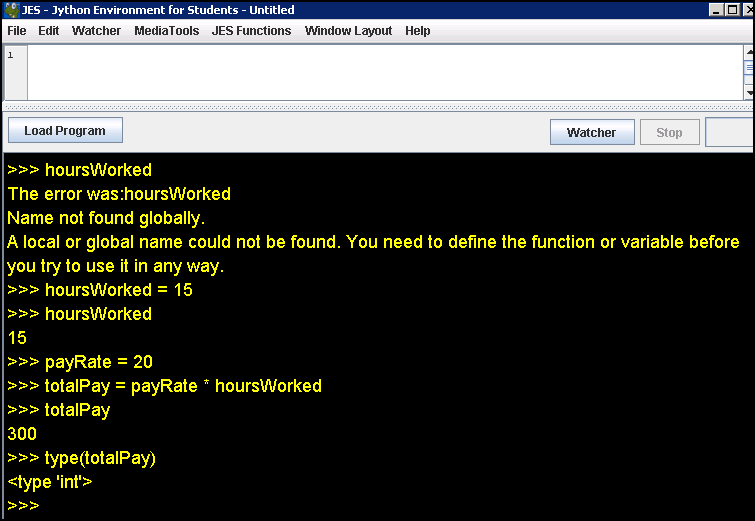 JES - Jython Environment for Students - Untitled
File Edit Watcher MediaTools JES Functions Window Layout Help
1
Load Program Watcher Stop
>>> hoursWorked
The error was:hoursWorked
Name not found globally.
A local or global name could not be found. You need to define the function or variable before
you try to use it in any way.
>>> hoursWorked = 15
>>> hoursWorked
15
>>> payRate = 20
>>> totalPay = payRate * hoursWorked
>>> totalPay
300
>>> type(totalPay)
<type 'int'>
>>>